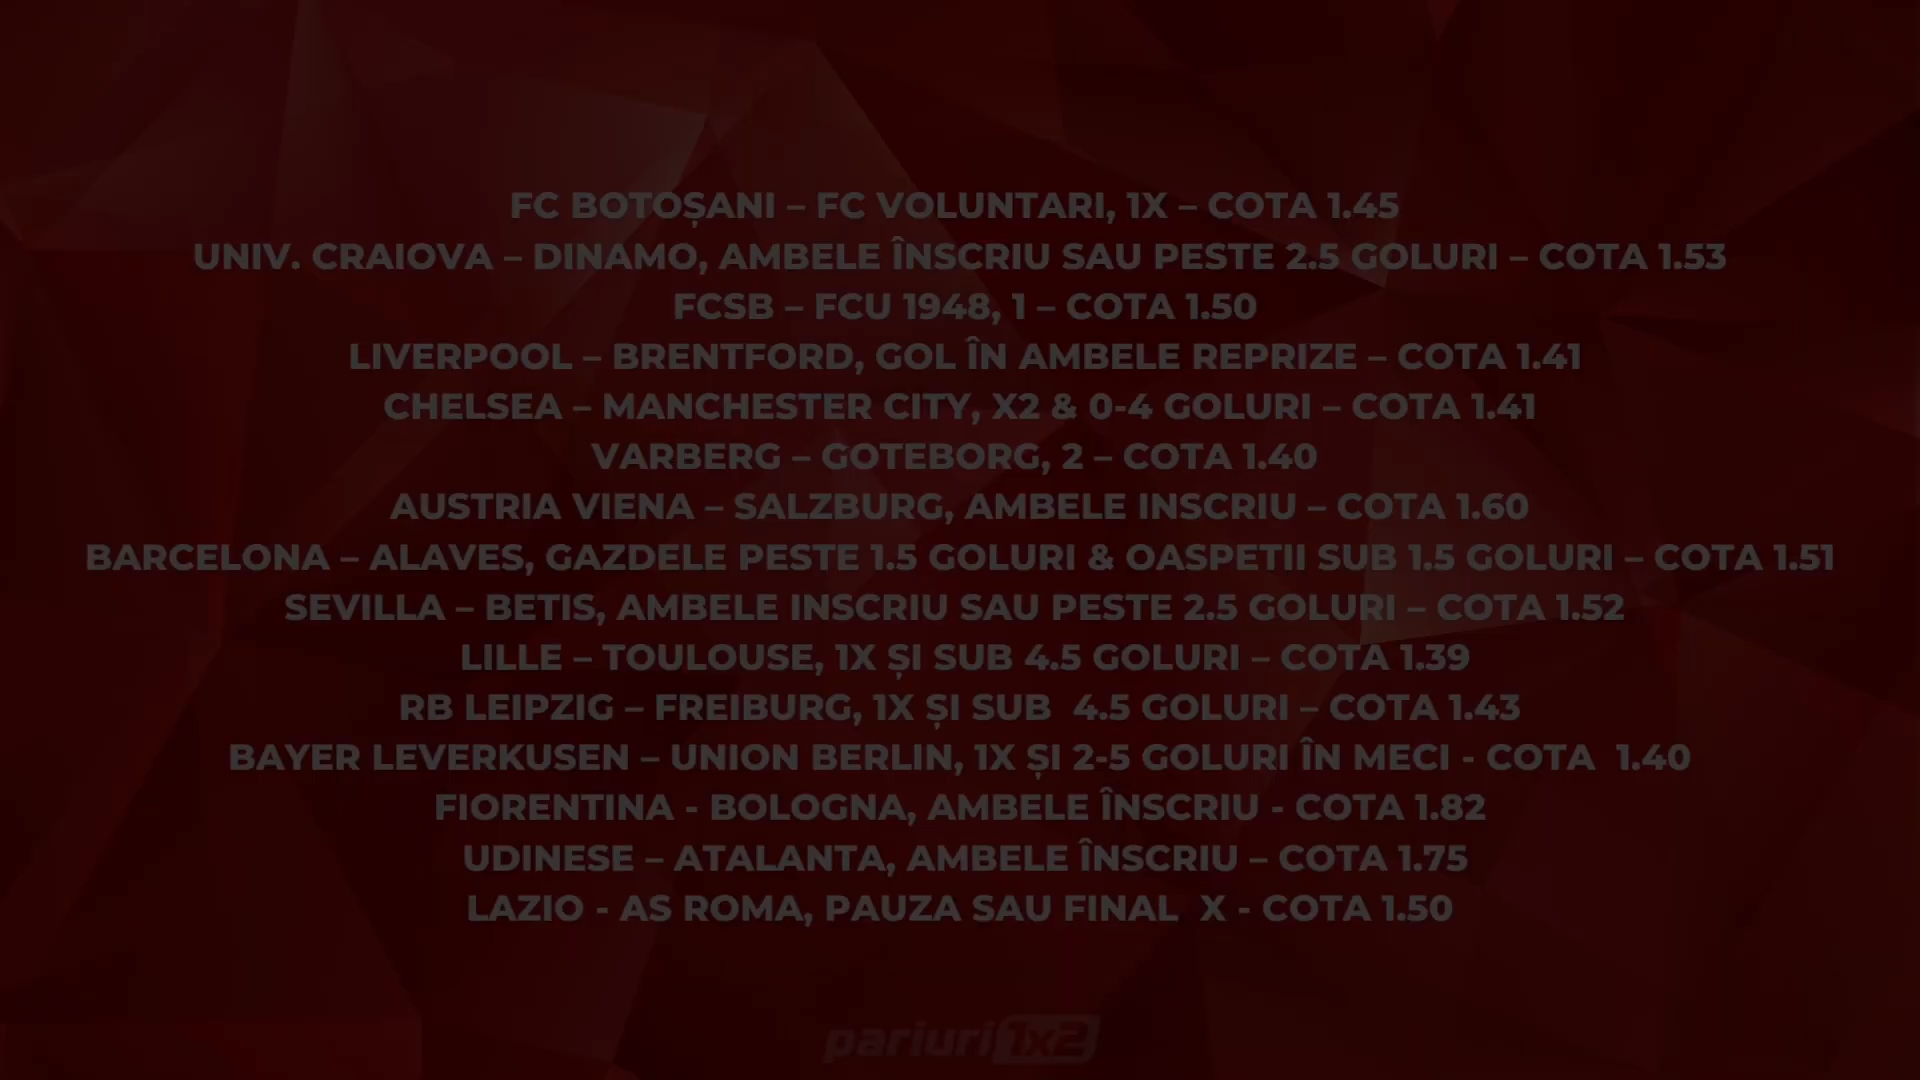 FC BOTOȘANI – FC VOLUNTARI, 1X – COTA 1.45
UNIV. CRAIOVA – DINAMO, AMBELE ÎNSCRIU SAU PESTE 2.5 GOLURI – COTA 1.53
FCSB – FCU 1948, 1 – COTA 1.50
LIVERPOOL – BRENTFORD, GOL ÎN AMBELE REPRIZE – COTA 1.41
CHELSEA – MANCHESTER CITY, X2 & 0-4 GOLURI – COTA 1.41
VARBERG – GOTEBORG, 2 – COTA 1.40
AUSTRIA VIENA – SALZBURG, AMBELE INSCRIU – COTA 1.60
BARCELONA – ALAVES, GAZDELE PESTE 1.5 GOLURI & OASPETII SUB 1.5 GOLURI – COTA 1.51
SEVILLA – BETIS, AMBELE INSCRIU SAU PESTE 2.5 GOLURI – COTA 1.52
LILLE – TOULOUSE, 1X ȘI SUB 4.5 GOLURI – COTA 1.39
RB LEIPZIG – FREIBURG, 1X ȘI SUB  4.5 GOLURI – COTA 1.43
BAYER LEVERKUSEN – UNION BERLIN, 1X ȘI 2-5 GOLURI ÎN MECI - COTA  1.40
FIORENTINA - BOLOGNA, AMBELE ÎNSCRIU - COTA 1.82
UDINESE – ATALANTA, AMBELE ÎNSCRIU – COTA 1.75
LAZIO - AS ROMA, PAUZA SAU FINAL  X - COTA 1.50
pariuri1x2